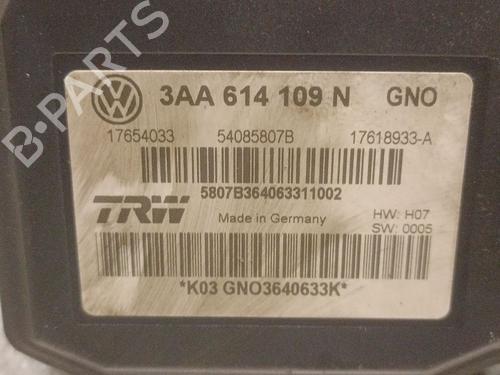 B-PARTS
3AA 614 109 N GNO
17654033 54085807B 17618933-A
5807B364063311002
TRW Made in Germany HW: H07
SW: 0005
*K03 GNO3640633K*